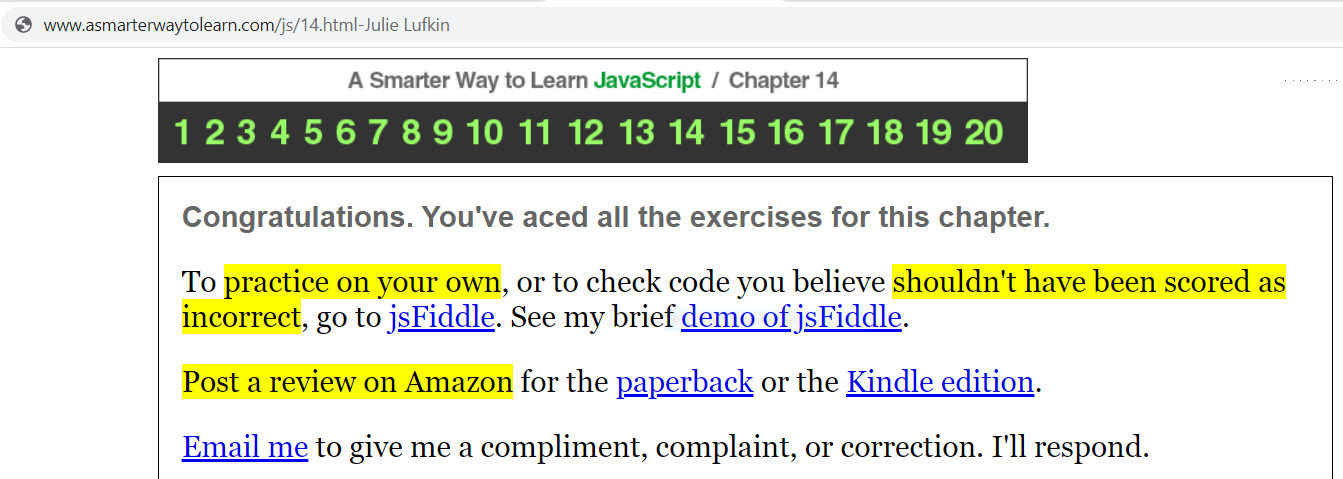 www.asmarterwaytolearn.com/js/14.html-Julie Lufkin
A Smarter Way to Learn JavaScript / Chapter 14
1 2 3 4 5 6 7 8 9 10 11 12 13 14 15 16 17 18 19 20
Congratulations. You've aced all the exercises for this chapter.
To practice on your own, or to check code you believe shouldn't have been scored as
incorrect, go to jsFiddle. See my brief demo of jsFiddle.
Post a review on Amazon for the paperback or the Kindle edition.
Email me to give me a compliment, complaint, or correction. I'll respond.